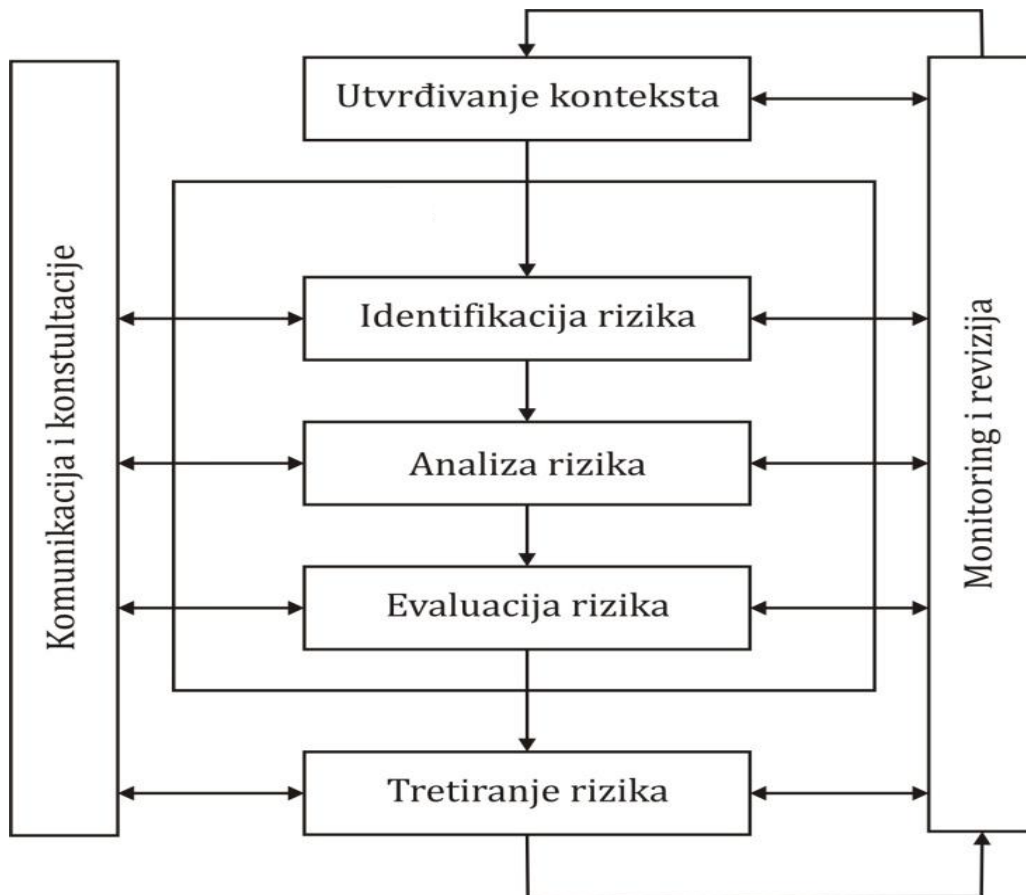 Utvrđivanje konteksta
Komunikacija i konstultacije
Identifikacija rizika
Analiza rizika
Evaluacija rizika
Tretiranje rizika
Monitoring i revizija